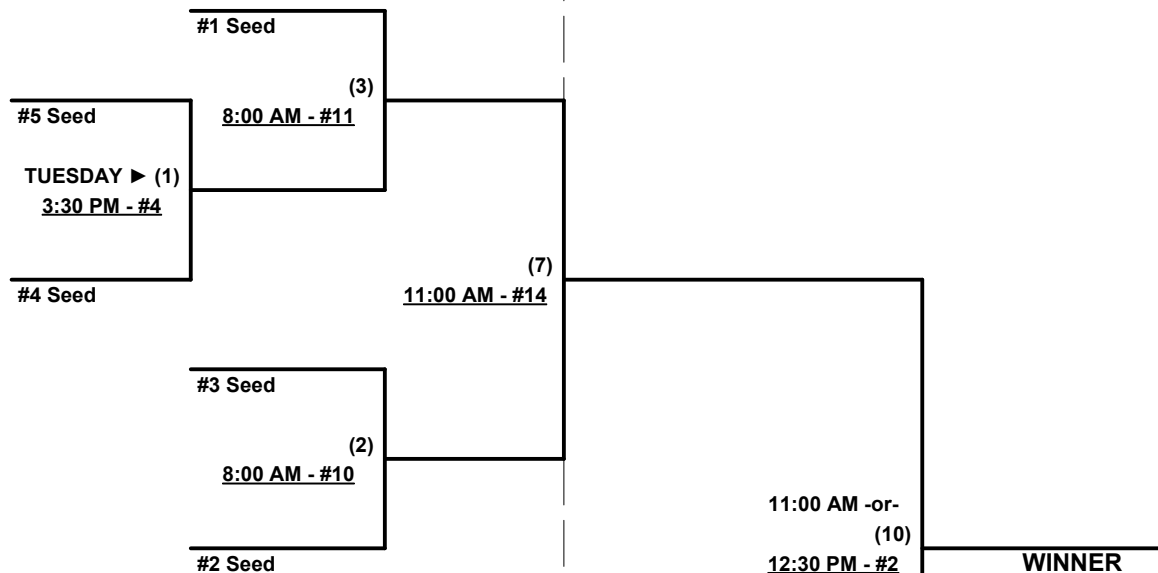 #1 Seed
(3)
8:00 AM - #11
#5 Seed
TUESDAY ► (1)
3:30 PM - #4
#4 Seed
(7)
11:00 AM - #14
#3 Seed
(2)
8:00 AM - #10
#2 Seed
11:00 AM -or-
(10)
12:30 PM - #2
WINNER